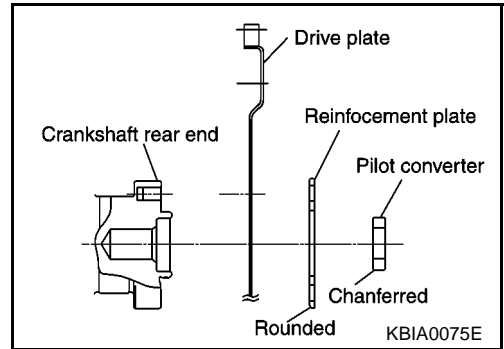 Drive plate
Reinfocement plate
Crankshaft rear end
Pilot converter
Chanferred
Rounded
KBIA0075E